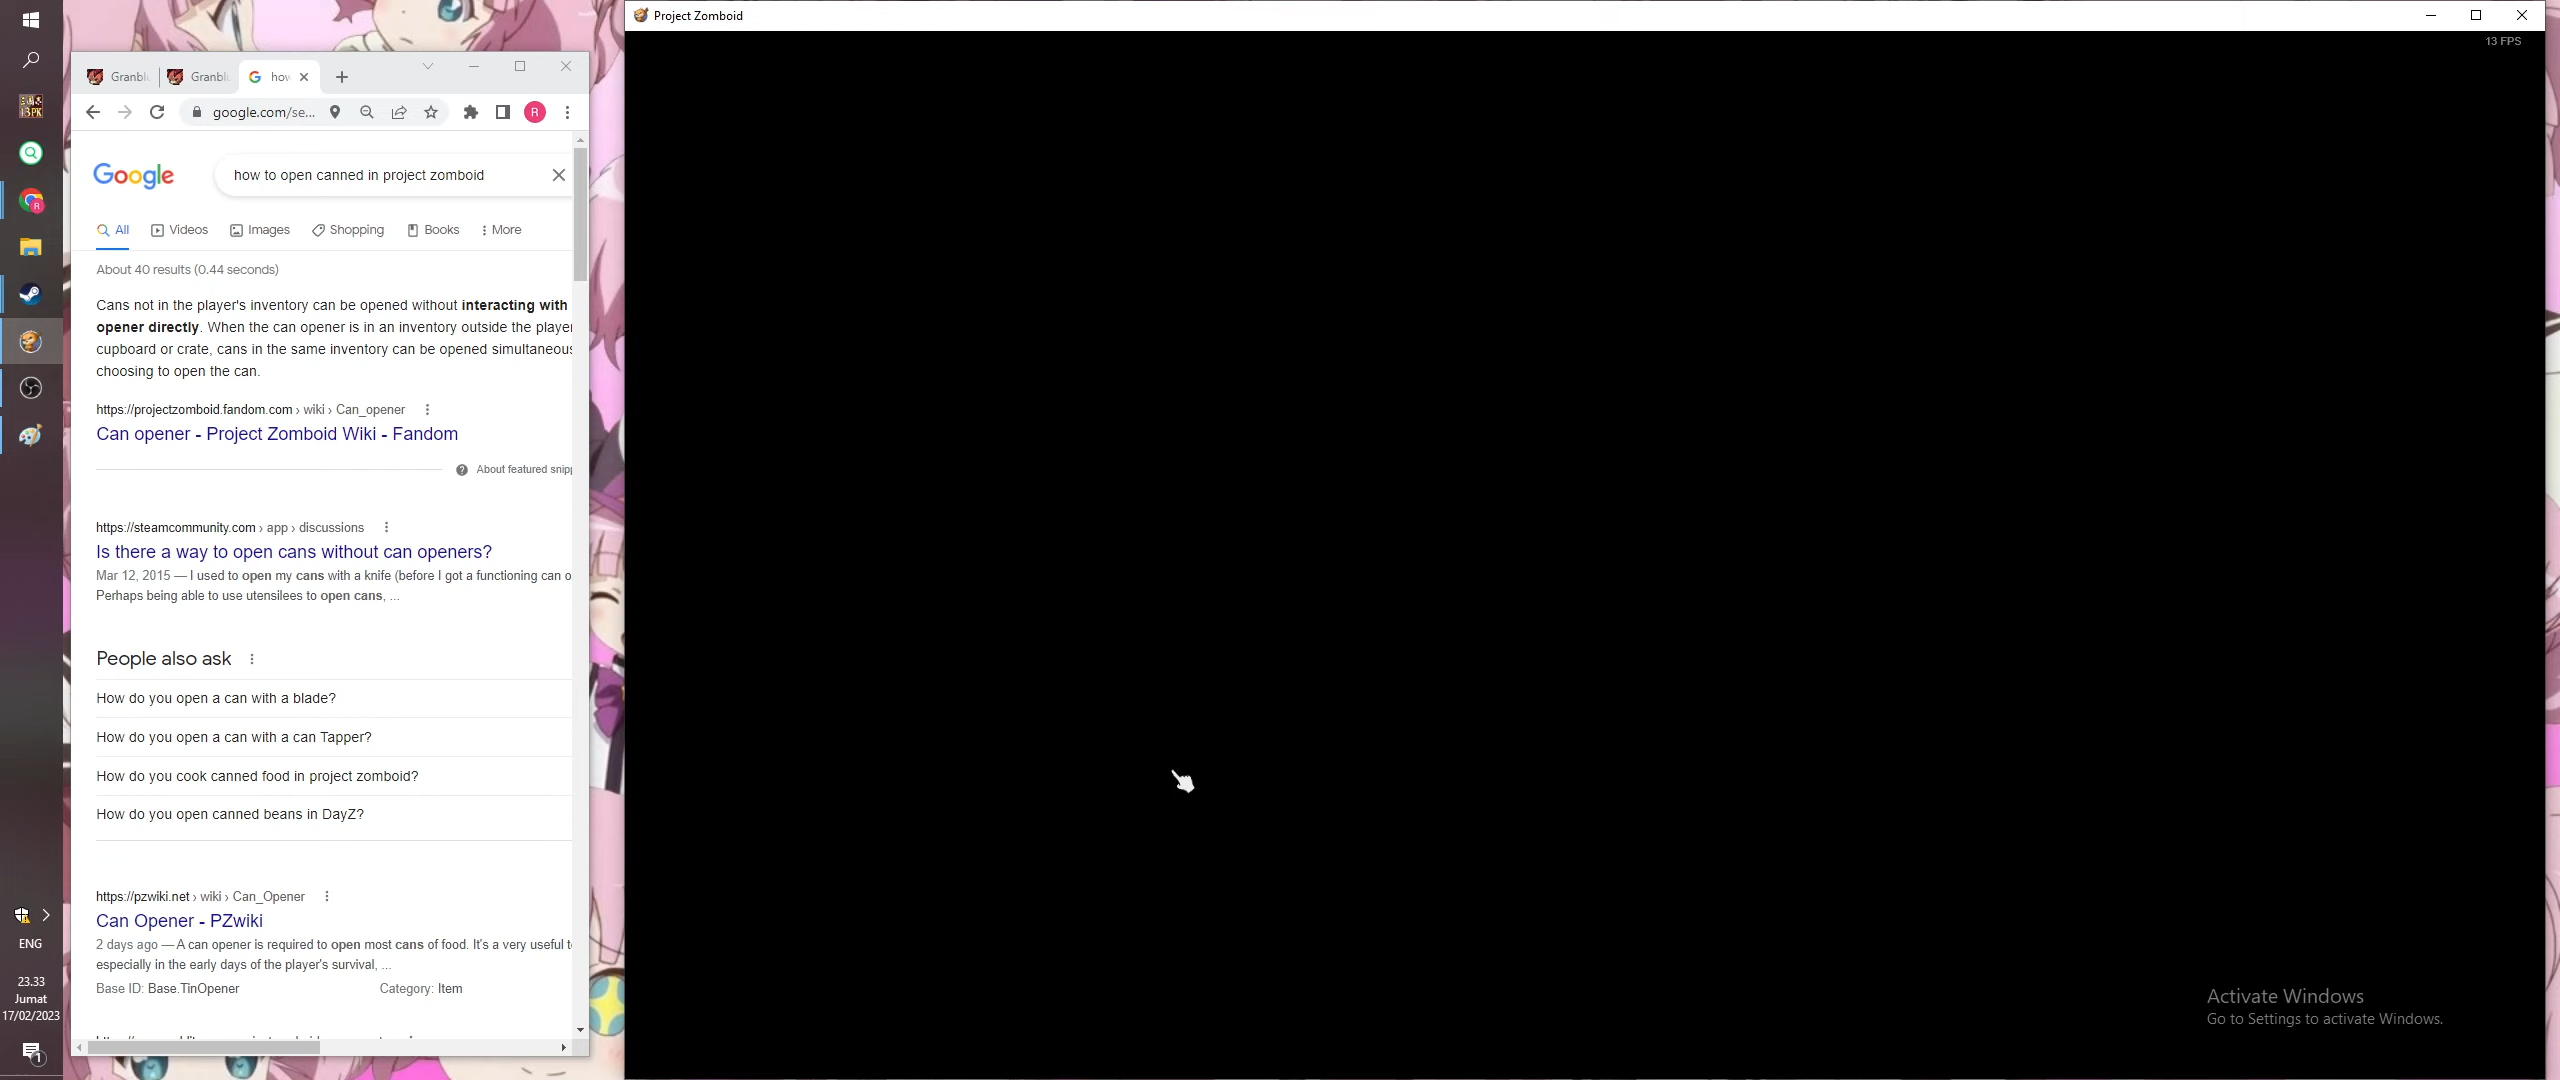 Project Zomboid
13 FPS
Granbl
Granbl
how
google.com/se...
R
Google
how to open canned in project zomboid
All
Videos
Images
Shopping
Books
More
About 40 results (0.44 seconds)
Cans not in the player's inventory can be opened without interacting with
opener directly. When the can opener is in an inventory outside the player
cupboard or crate, cans in the same inventory can be opened simultaneous
choosing to open the can.
https://projectzomboid.fandom.com › wiki › Can_opener
Can opener - Project Zomboid Wiki - Fandom
About featured snipp
https://steamcommunity.com › app › discussions
Is there a way to open cans without can openers?
Mar 12, 2015 — I used to open my cans with a knife (before I got a functioning can o
Perhaps being able to use utensilees to open cans, ...
People also ask
How do you open a can with a blade?
How do you open a can with a can Tapper?
How do you cook canned food in project zomboid?
How do you open canned beans in DayZ?
https://pzwiki.net › wiki › Can_Opener
Can Opener - PZwiki
2 days ago — A can opener is required to open most cans of food. It's a very useful t
especially in the early days of the player's survival, ...
Base ID: Base.TinOpener
Category: Item
ENG
23.33
Jumat
17/02/2023
1
Activate Windows
Go to Settings to activate Windows.